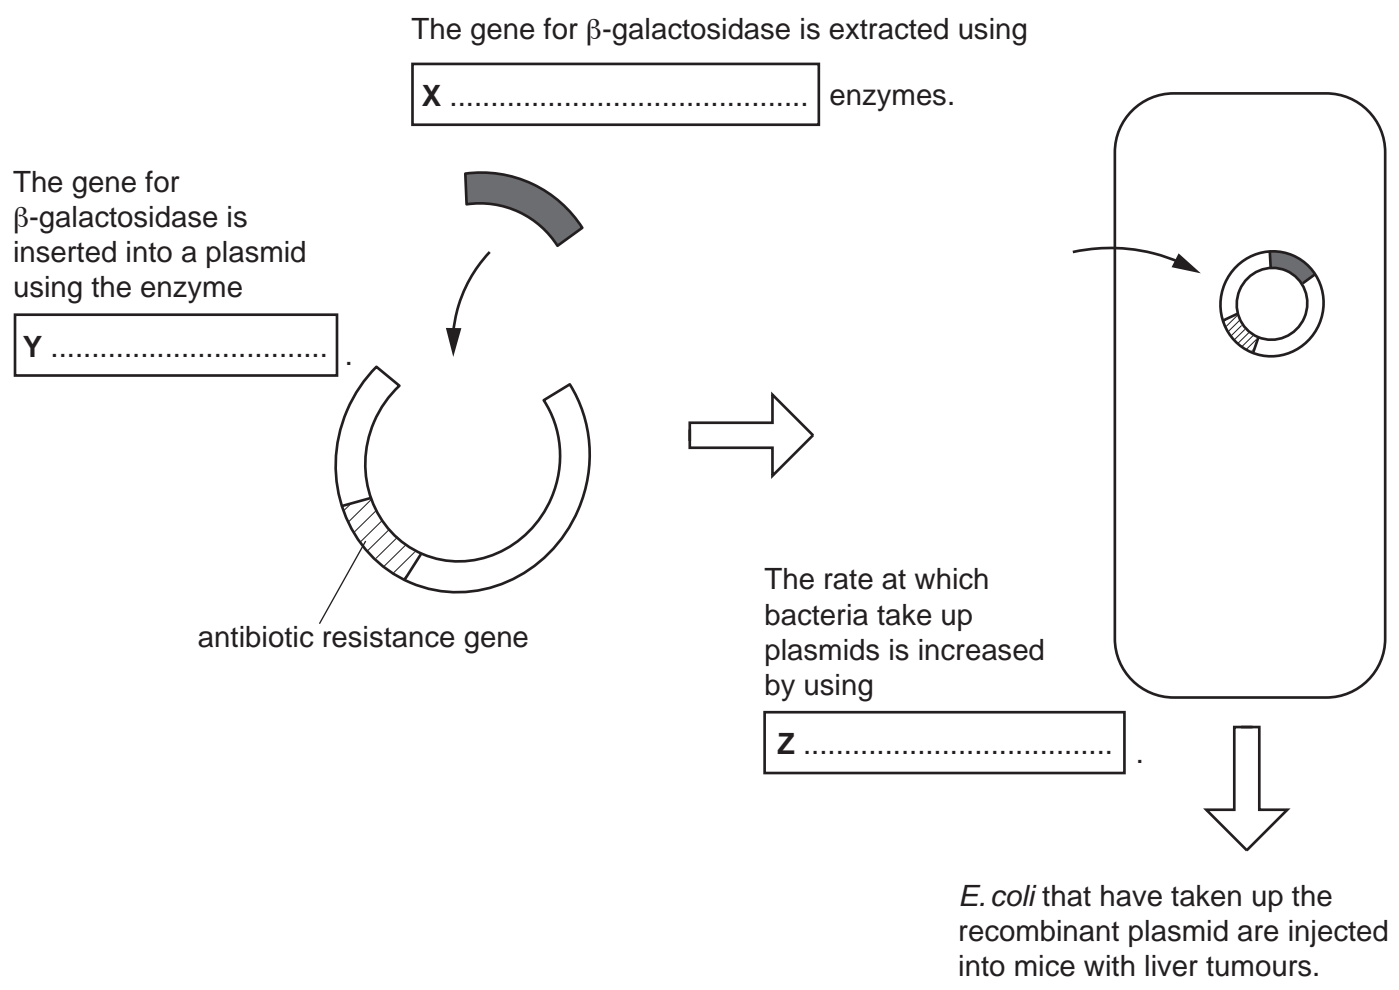 The gene for β-galactosidase is extracted using
X ........................................... enzymes.
The gene for
β-galactosidase is
inserted into a plasmid
using the enzyme
Y .................................. .
antibiotic resistance gene
The rate at which
bacteria take up
plasmids is increased
by using
Z ...................................... .
E. coli that have taken up the
recombinant plasmid are injected
into mice with liver tumours.